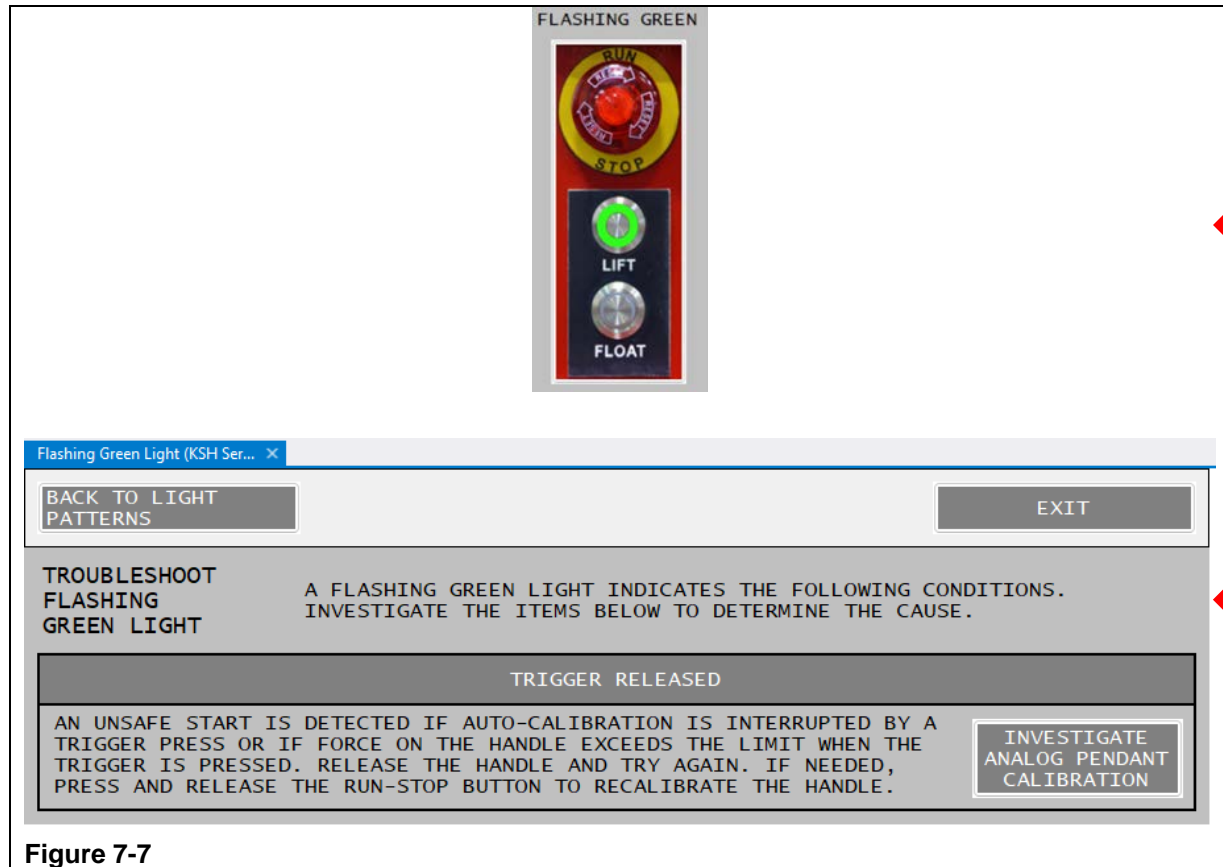 FLASHING GREEN
RUN
RESET
RESET
RESET
STOP
LIFT
FLOAT
Flashing Green Light (KSH Ser...
BACK TO LIGHT
PATTERNS
EXIT
TROUBLESHOOT
FLASHING
GREEN LIGHT
A FLASHING GREEN LIGHT INDICATES THE FOLLOWING CONDITIONS.
INVESTIGATE THE ITEMS BELOW TO DETERMINE THE CAUSE.
TRIGGER RELEASED
AN UNSAFE START IS DETECTED IF AUTO-CALIBRATION IS INTERRUPTED BY A
TRIGGER PRESS OR IF FORCE ON THE HANDLE EXCEEDS THE LIMIT WHEN THE
TRIGGER IS PRESSED. RELEASE THE HANDLE AND TRY AGAIN. IF NEEDED,
PRESS AND RELEASE THE RUN-STOP BUTTON TO RECALIBRATE THE HANDLE.
INVESTIGATE
ANALOG PENDANT
CALIBRATION
Figure 7-7